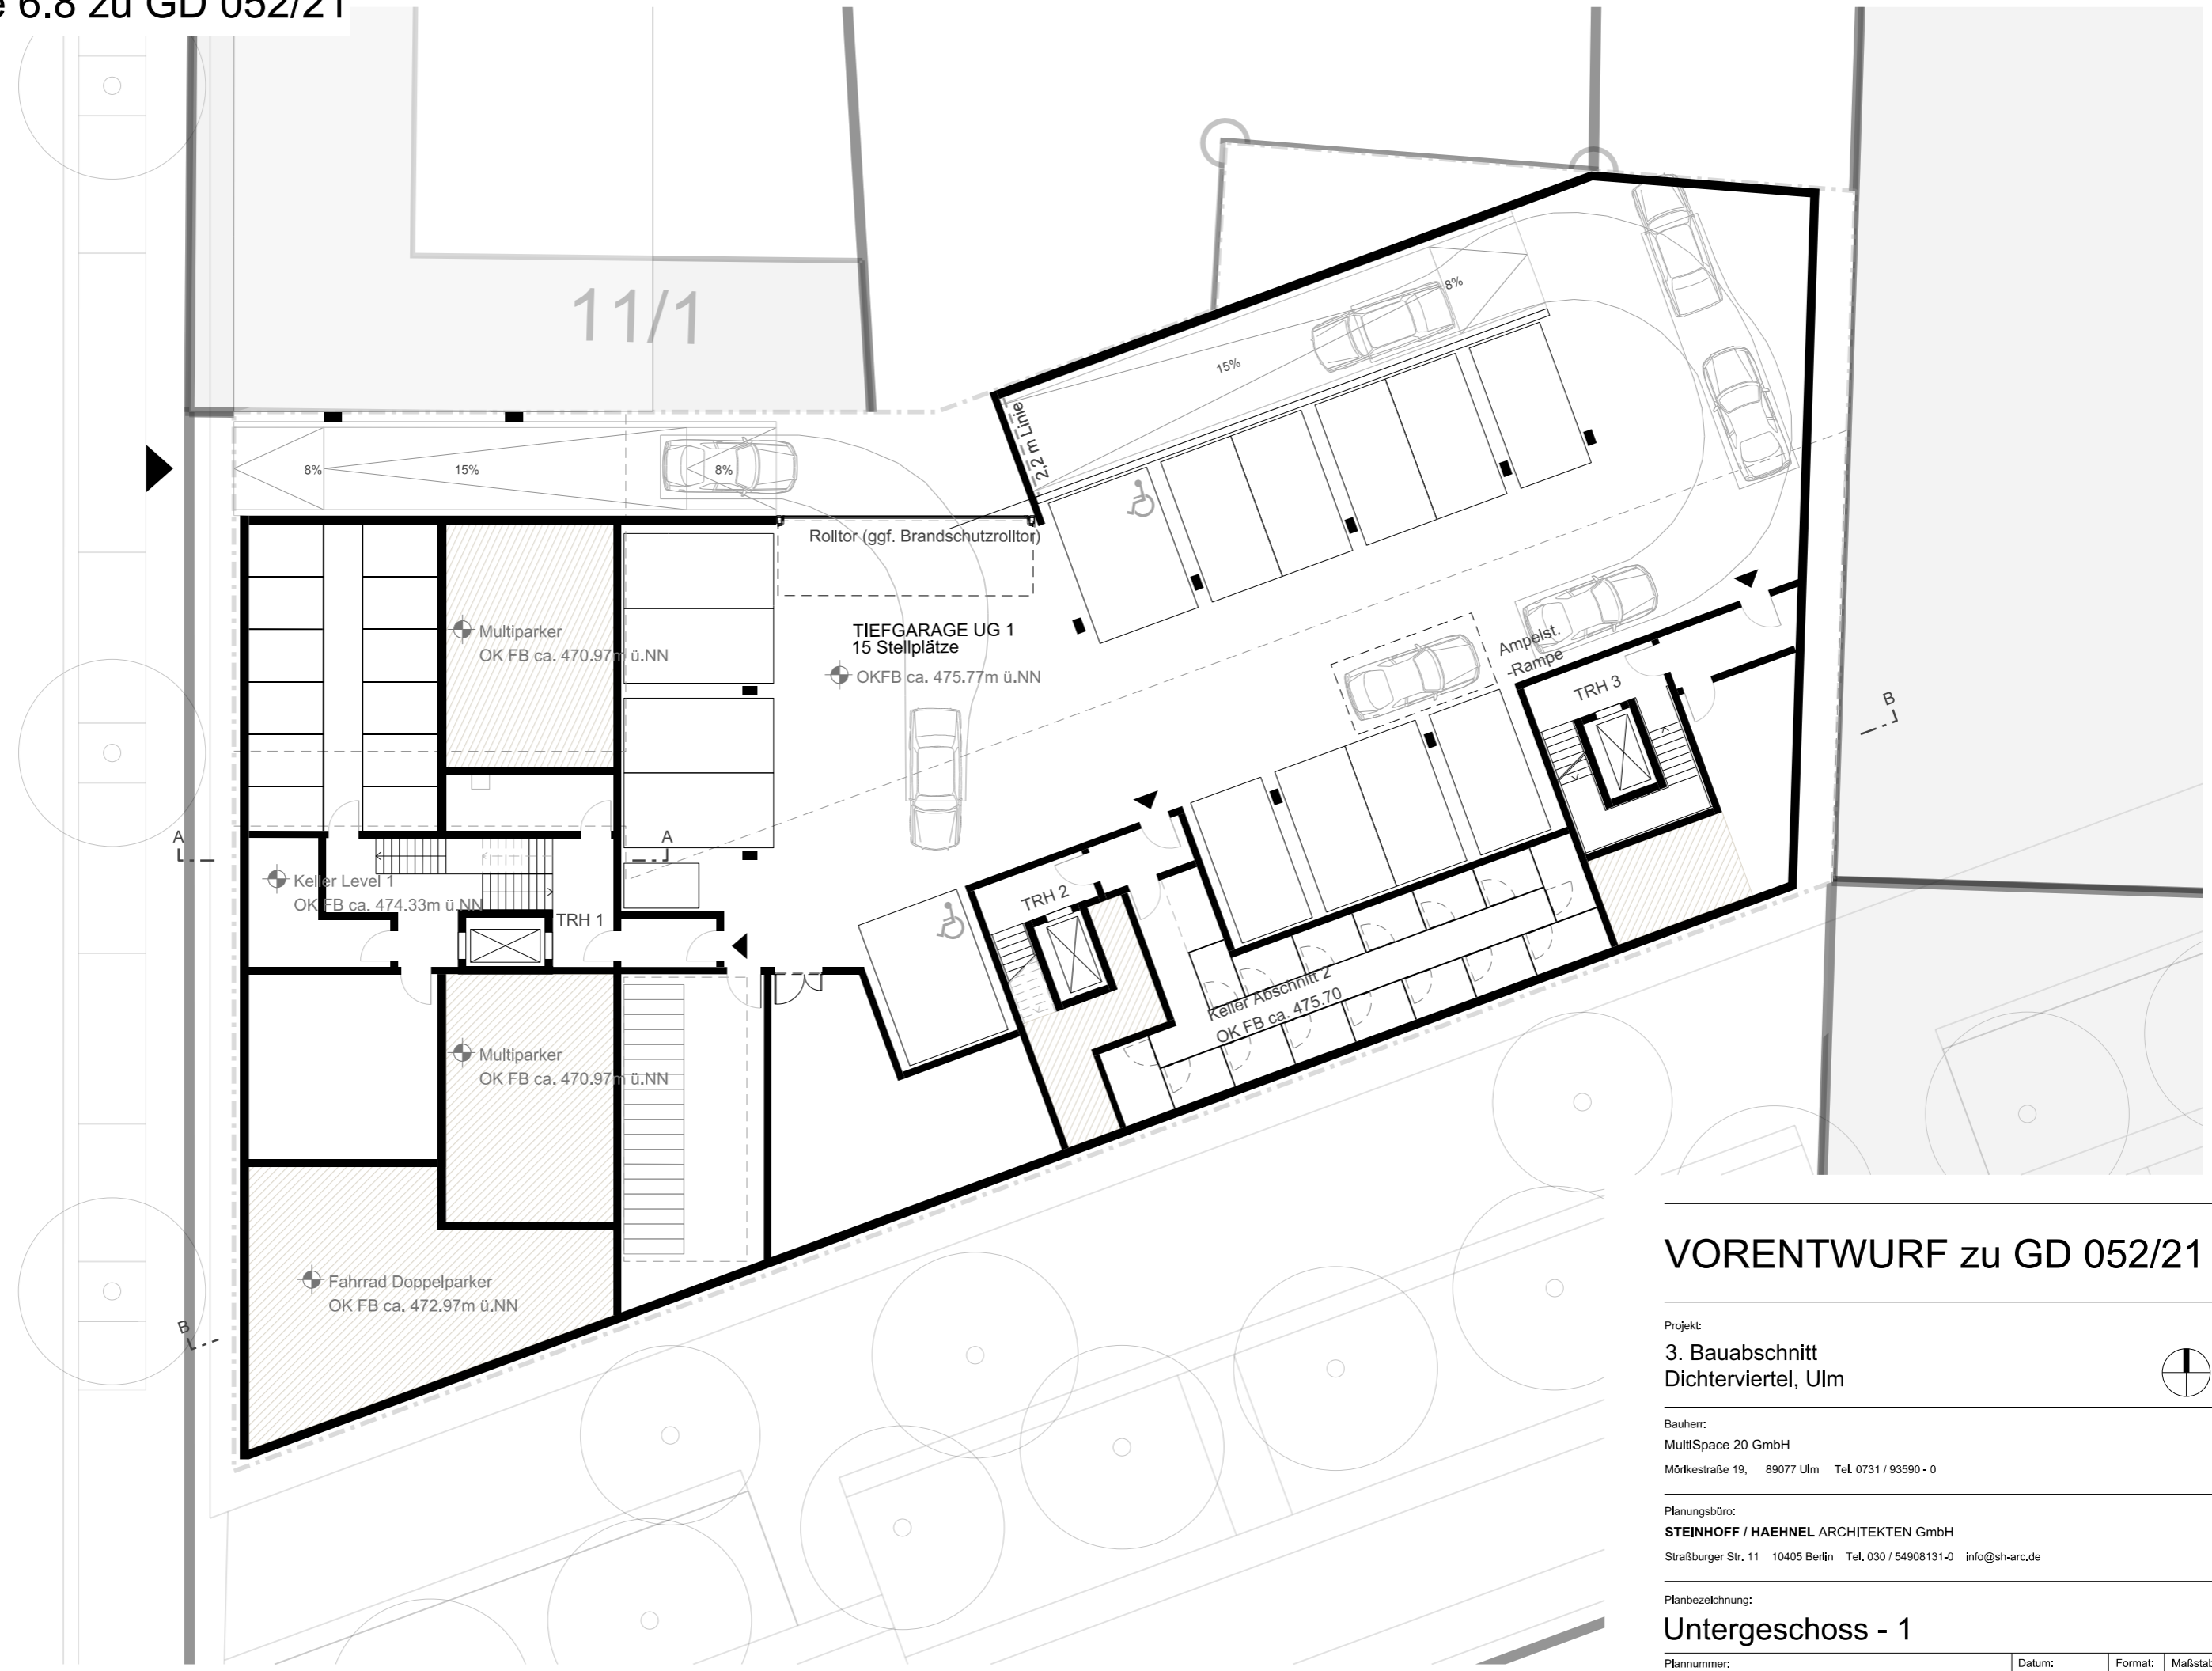 6.8 zu GD 052/21
11/1
8%
15%
8%
8%
15%
2,2 m Linie
Rolltor (ggf. Brandschutzrolltor)
Multiparker
OK FB ca. 470.97m ü.NN
TIEFGARAGE UG 1
15 Stellplätze
OKFB ca. 475.77m ü.NN
Ampelst.
-Rampe
TRH 3
B
A
A
Keller Level 1
OK FB ca. 474.33m ü.NN
TRH 1
TRH 2
Keller Abschnitt 2
OK FB ca. 475.70
Multiparker
OK FB ca. 470.97m ü.NN
Fahrrad Doppelparker
OK FB ca. 472.97m ü.NN
B
VORENTWURF zu GD 052/21
Projekt:
3. Bauabschnitt
Dichterviertel, Ulm
Bauherr:
MultiSpace 20 GmbH
Mörikestraße 19, 89077 Ulm Tel. 0731 / 93590 - 0
Planungsbüro:
STEINHOFF / HAEHNEL ARCHITEKTEN GmbH
Straßburger Str. 11 10405 Berlin Tel. 030 / 54908131-0 info@sh-arc.de
Planbezeichnung:
Untergeschoss - 1
Plannummer: Datum: Format: Maßstab